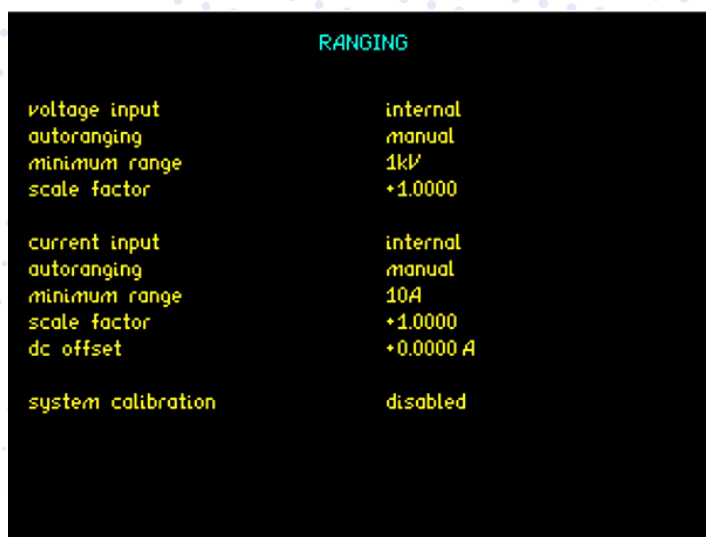 RANGING
voltage input internal
autoranging manual
minimum range 1kV
scale factor +1.0000
current input internal
autoranging manual
minimum range 10A
scale factor +1.0000
dc offset +0.0000 A
system calibration disabled